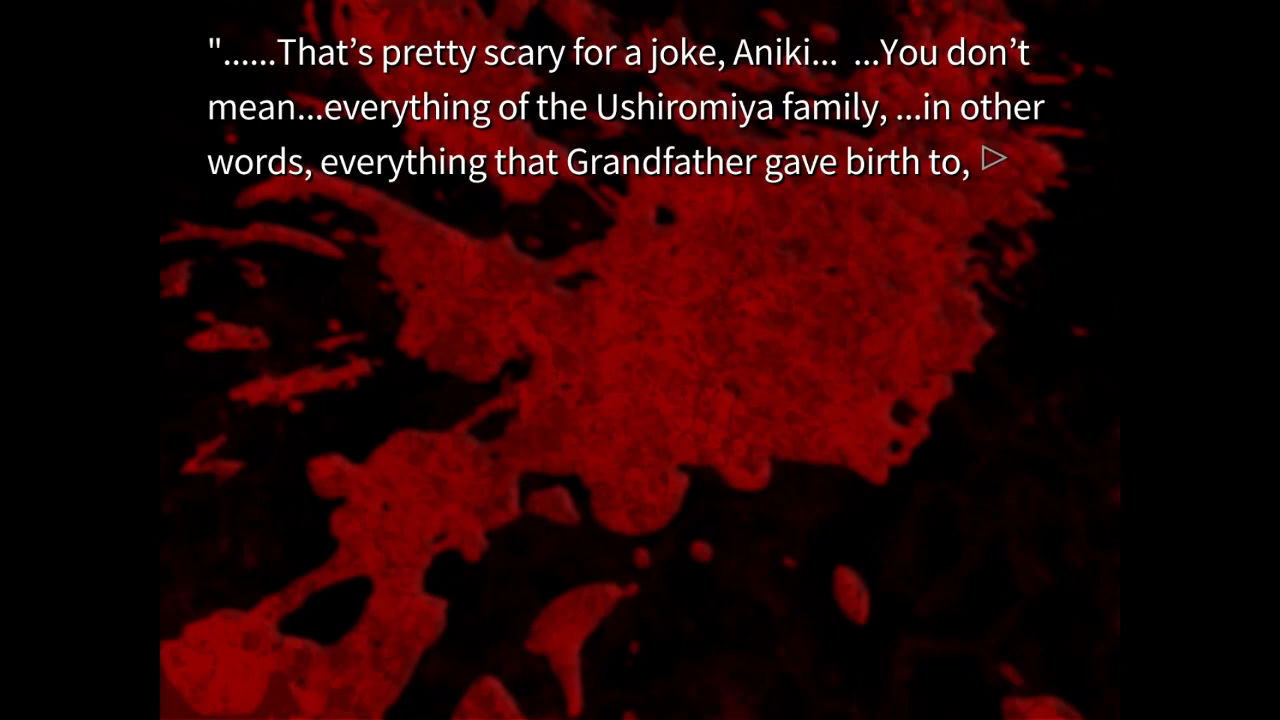 "......That’s pretty scary for a joke, Aniki... ...You don’t
mean...everything of the Ushiromiya family, ...in other
words, everything that Grandfather gave birth to,